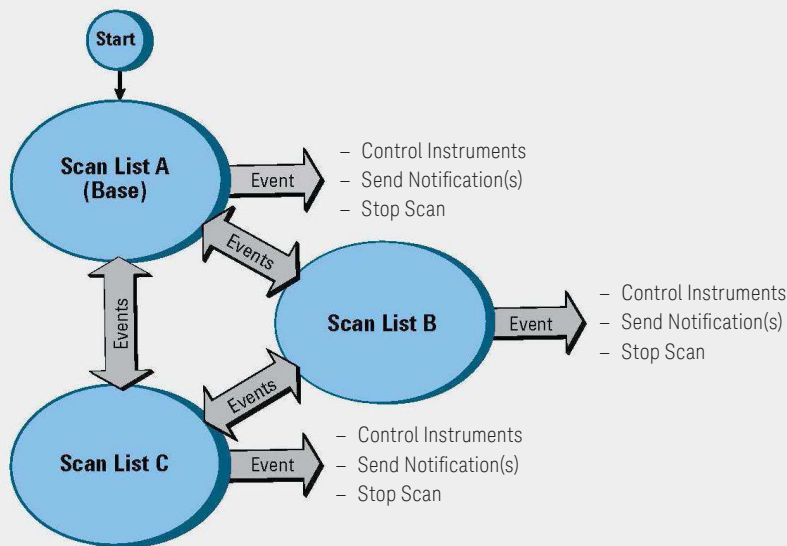 Start
Scan List A
(Base)
Event
– Control Instruments
– Send Notification(s)
– Stop Scan
Events
Events
Scan List B
Event
– Control Instruments
– Send Notification(s)
– Stop Scan
Events
Scan List C
Event
– Control Instruments
– Send Notification(s)
– Stop Scan